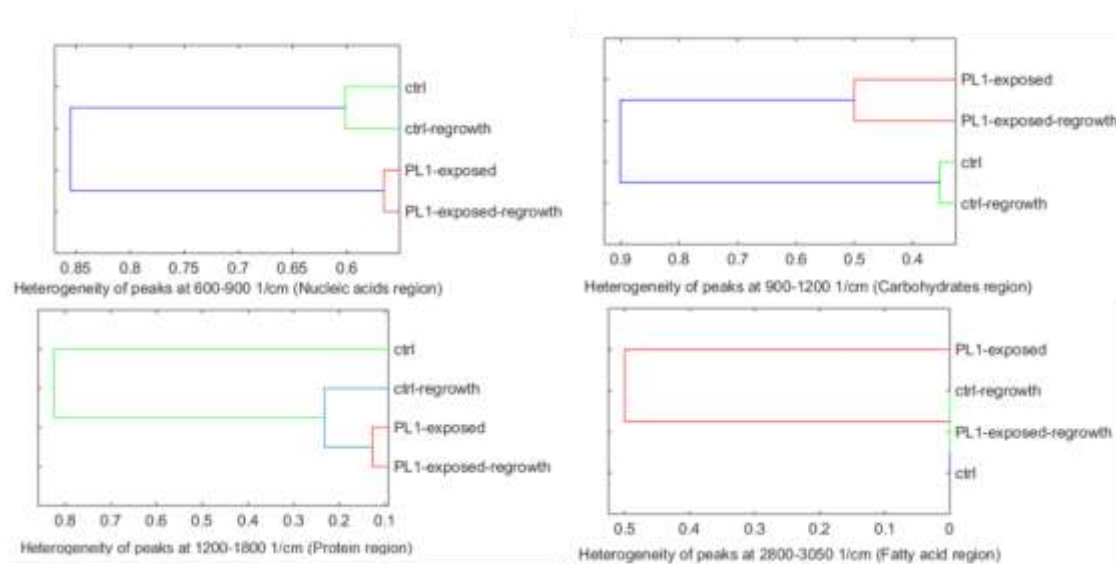 ctrl
ctrl-regrowth
PL1-exposed
PL1-exposed-regrowth
0.85 0.8 0.75 0.7 0.65 0.6
Heterogeneity of peaks at 600-900 1/cm (Nucleic acids region)
PL1-exposed
PL1-exposed-regrowth
ctrl
ctrl-regrowth
0.9 0.8 0.7 0.6 0.5 0.4
Heterogeneity of peaks at 900-1200 1/cm (Carbohydrates region)
ctrl
ctrl-regrowth
PL1-exposed
PL1-exposed-regrowth
0.8 0.7 0.6 0.5 0.4 0.3 0.2 0.1
Heterogeneity of peaks at 1200-1800 1/cm (Protein region)
PL1-exposed
ctrl-regrowth
PL1-exposed-regrowth
ctrl
0.5 0.4 0.3 0.2 0.1 0
Heterogeneity of peaks at 2800-3050 1/cm (Fatty acid region)